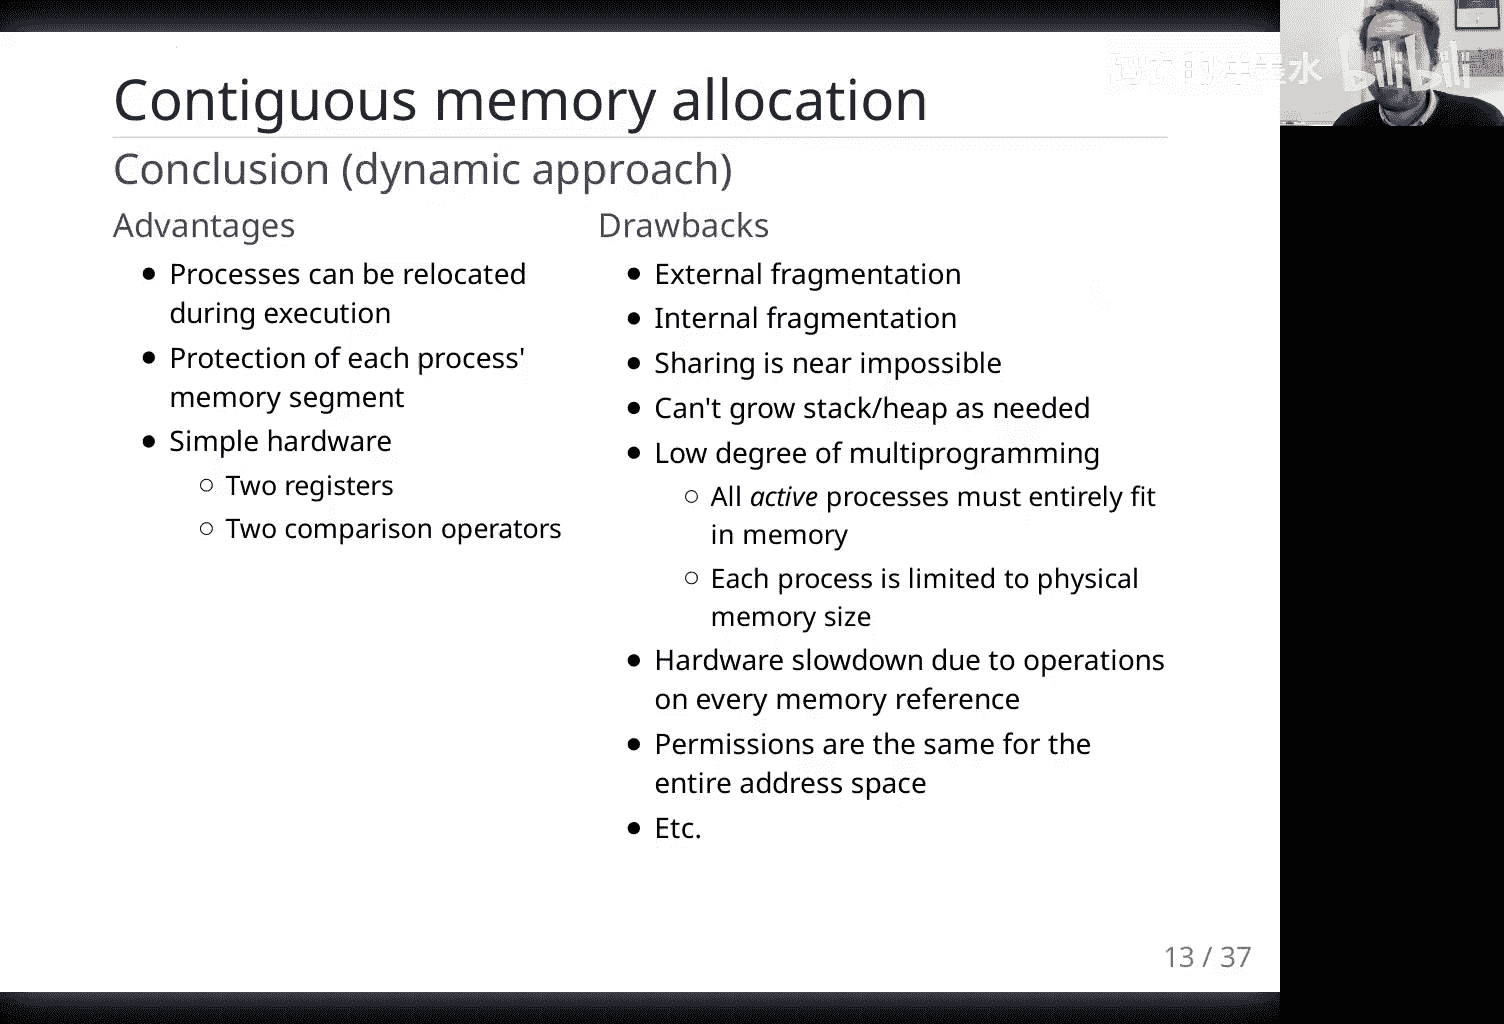 Contiguous memory allocation
Conclusion (dynamic approach)
Advantages
● Processes can be relocated
during execution
● Protection of each process'
memory segment
● Simple hardware
○ Two registers
○ Two comparison operators
Drawbacks
● External fragmentation
● Internal fragmentation
● Sharing is near impossible
● Can't grow stack/heap as needed
● Low degree of multiprogramming
○ All active processes must entirely fit
in memory
○ Each process is limited to physical
memory size
● Hardware slowdown due to operations
on every memory reference
● Permissions are the same for the
entire address space
● Etc.
13 / 37
水 bilibili